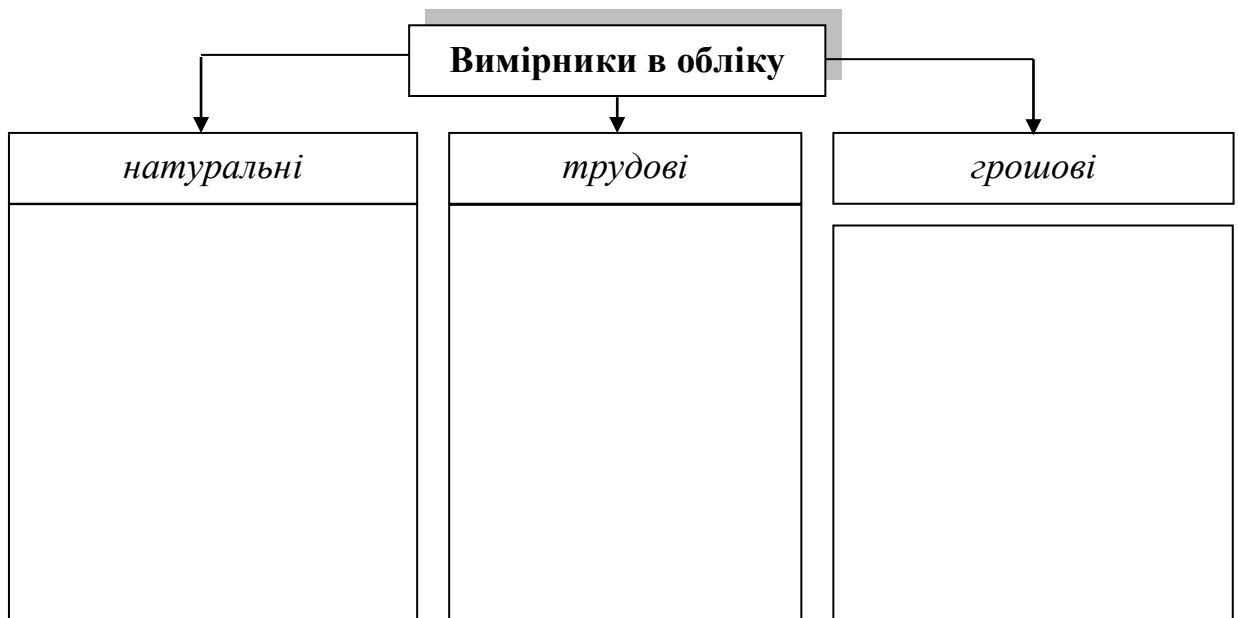 Вимірники в обліку
натуральні
трудові
грошові